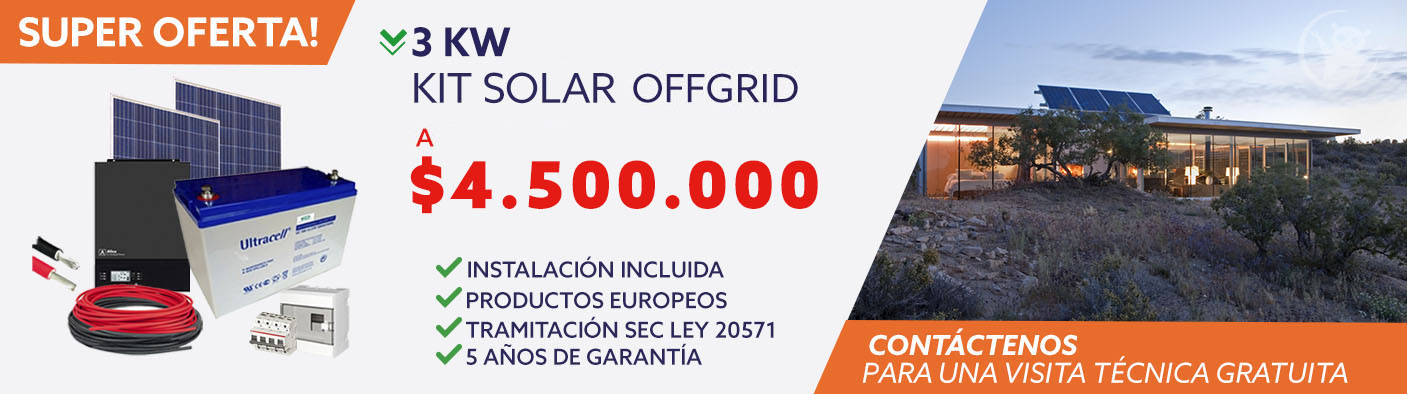 SUPER OFERTA!
3 KW
KIT SOLAR OFFGRID
A
$4.500.000
Ultracell
INSTALACIÓN INCLUIDA
PRODUCTOS EUROPEOS
TRAMITACIÓN SEC LEY 20571
5 AÑOS DE GARANTÍA
CONTÁCTENOS
PARA UNA VISITA TÉCNICA GRATUITA